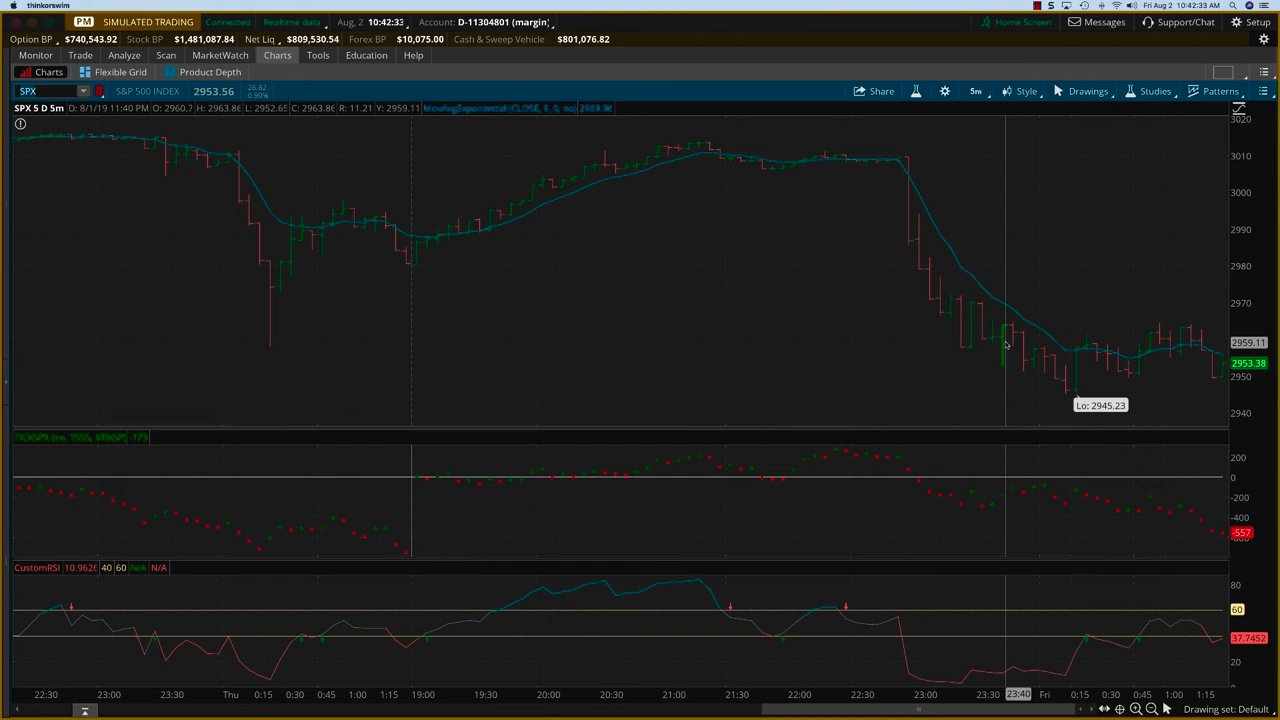 thinkorswim
Fri Aug 2 10:42:33 AM
PM SIMULATED TRADING Connected Realtime data Aug, 2 10:42:33 Account: D-11304801 (margin) Home Screen Messages Support/Chat Setup
Option BP $740,543.92 Stock BP $1,481,087.84 Net Liq $809,530.54 Forex BP $10,075.00 Cash & Sweep Vehicle $801,076.82
Monitor Trade Analyze Scan MarketWatch Charts Tools Education Help
Charts Flexible Grid Product Depth
SPX S&P 500 INDEX 2953.56 26.82 0.90% Share 5m Style Drawings Studies Patterns
SPX 5 D 5m D: 8/1/19 11:40 PM O: 2960.7 H: 2963.86 L: 2952.65 C: 2963.86 R: 11.21 Y: 2959.11
3020
3010
3000
2990
2980
2970
2959.11
2953.38
2950
Lo: 2945.23
2940
200
0
-200
-400
-557
CustomRSI 10.9626 40 60 N/A N/A
80
60
37.7452
20
0
22:30 23:00 23:30 Thu 0:15 0:30 0:45 1:00 1:15 19:00 19:30 20:00 20:30 21:00 21:30 22:00 22:30 23:00 23:30 23:40 Fri 0:15 0:30 0:45 1:00 1:15
Drawing set: Default